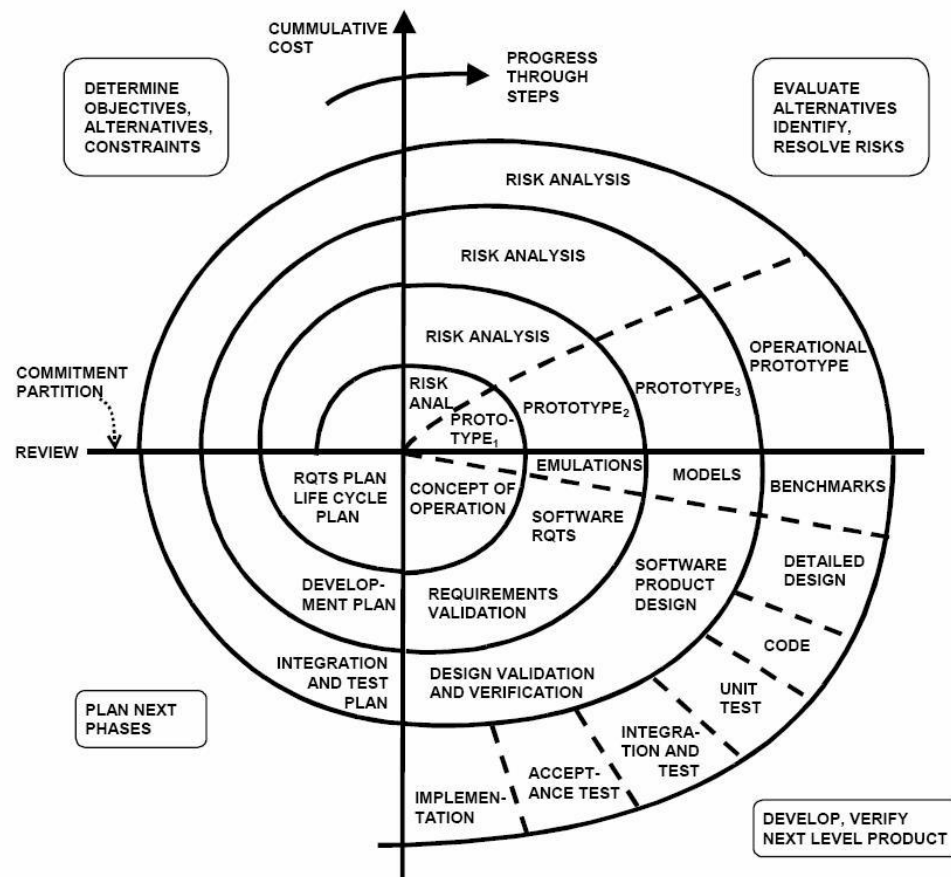 CUMMULATIVE
COST
PROGRESS
THROUGH
STEPS
DETERMINE
OBJECTIVES,
ALTERNATIVES,
CONSTRAINTS
EVALUATE
ALTERNATIVES
IDENTIFY,
RESOLVE RISKS
RISK ANALYSIS
RISK ANALYSIS
RISK ANALYSIS
RISK
ANAL
PROTO-
TYPE1
PROTOTYPE2
PROTOTYPE3
OPERATIONAL
PROTOTYPE
COMMITMENT
PARTITION
REVIEW
RQTS PLAN
LIFE CYCLE
PLAN
CONCEPT OF
OPERATION
EMULATIONS
MODELS
BENCHMARKS
SOFTWARE
RQTS
SOFTWARE
PRODUCT
DESIGN
DETAILED
DESIGN
DEVELOP-
MENT PLAN
REQUIREMENTS
VALIDATION
CODE
INTEGRATION
AND TEST
PLAN
DESIGN VALIDATION
AND VERIFICATION
UNIT
TEST
PLAN NEXT
PHASES
INTEGRA-
TION AND
TEST
ACCEPT-
ANCE TEST
IMPLEMEN-
TATION
DEVELOP, VERIFY
NEXT LEVEL PRODUCT